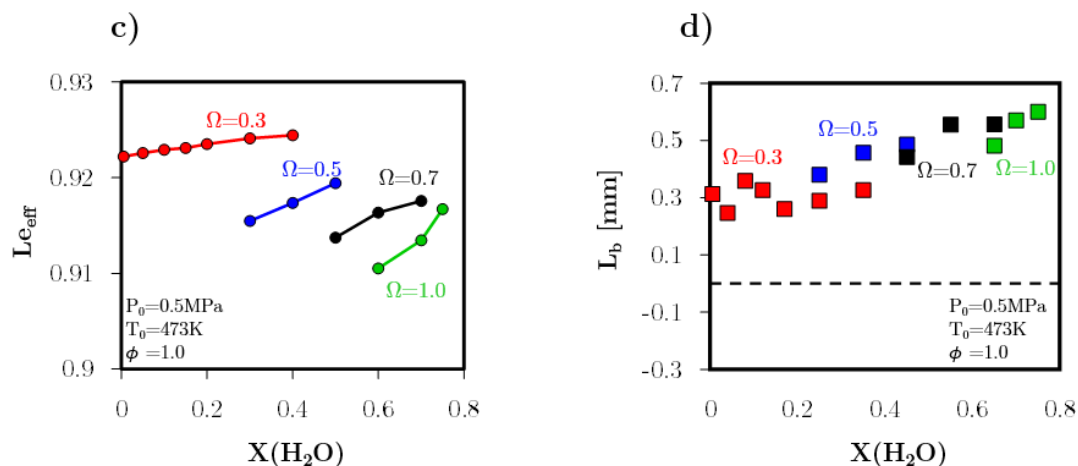 c)
0.93
0.92
0.91
0.9
Le_eff
Ω=0.3
Ω=0.5
Ω=0.7
Ω=1.0
P₀=0.5MPa
T₀=473K
ϕ =1.0
0 0.2 0.4 0.6 0.8
X(H₂O)
d)
0.7
0.5
0.3
0.1
-0.1
-0.3
L_b [mm]
Ω=0.5
Ω=0.3
Ω=0.7
Ω=1.0
P₀=0.5MPa
T₀=473K
ϕ =1.0
0 0.2 0.4 0.6 0.8
X(H₂O)